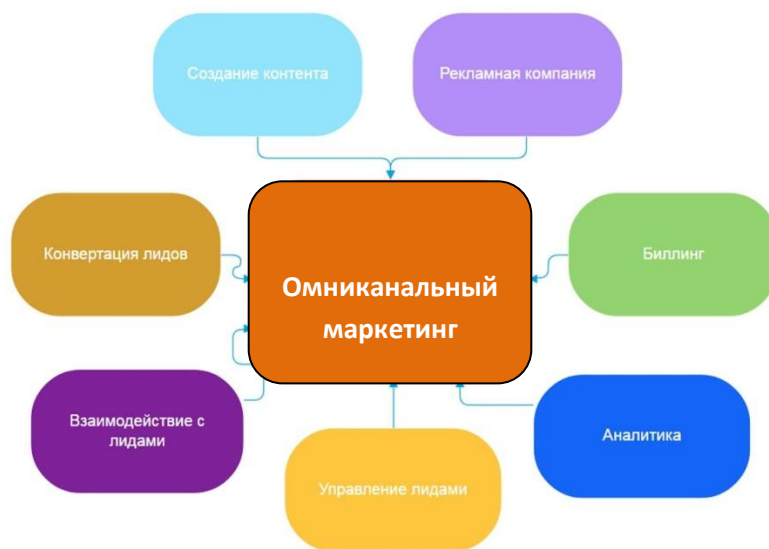 Создание контента
Рекламная компания
Конвертация лидов
Биллинг
Омниканальный
маркетинг
Взаимодействие с
лидами
Аналитика
Управление лидами